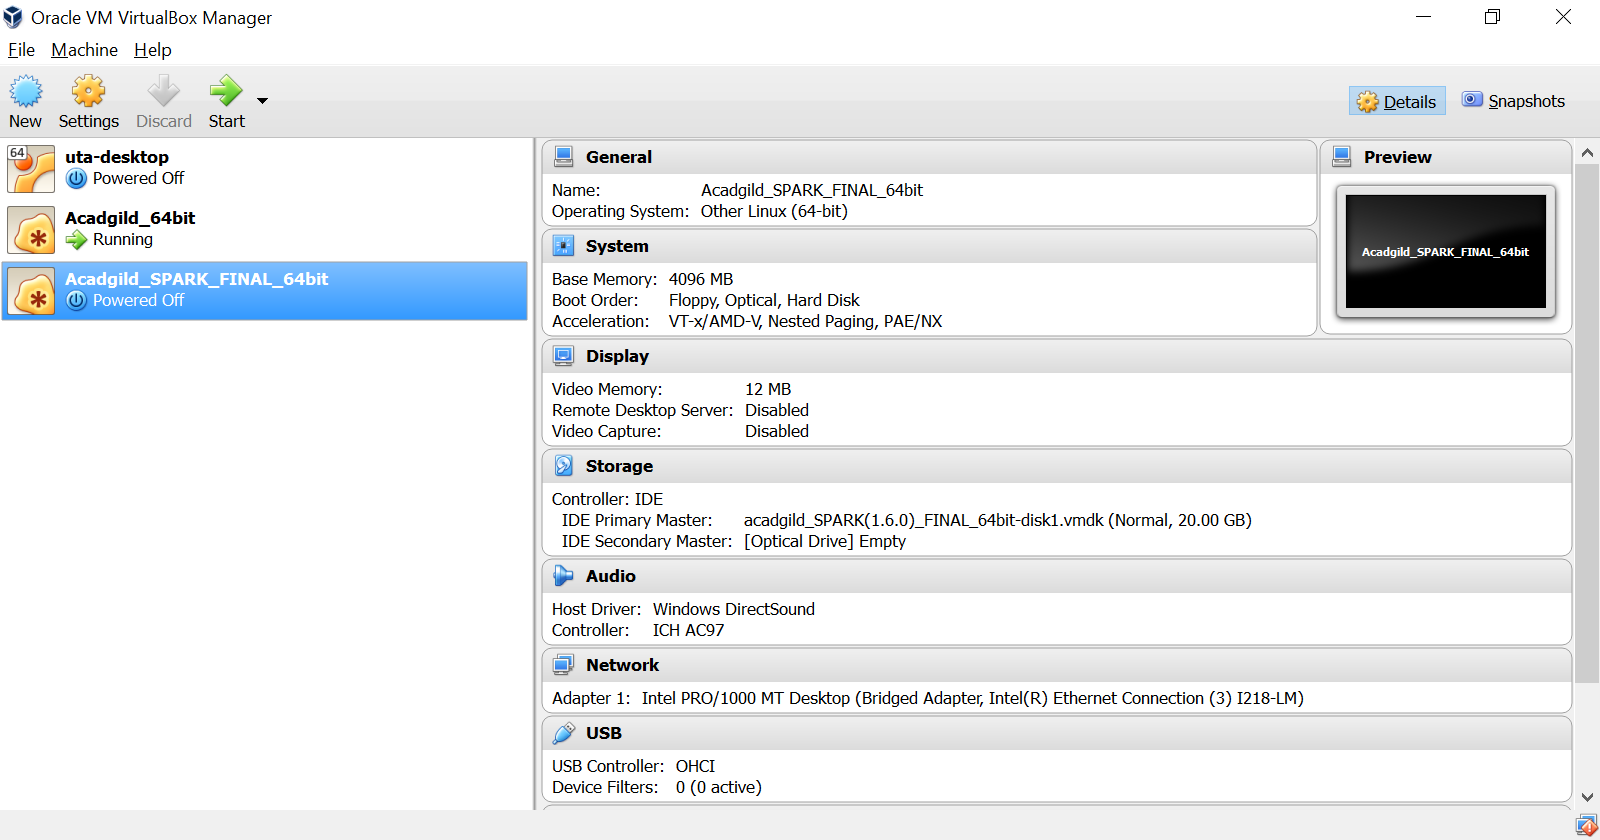 Oracle VM VirtualBox Manager
File Machine Help
New Settings Discard Start Details Snapshots
64
uta-desktop
Powered Off
Acadgild_64bit
Running
Acadgild_SPARK_FINAL_64bit
Powered Off
General
Name: Acadgild_SPARK_FINAL_64bit
Operating System: Other Linux (64-bit)
Preview
Acadgild_SPARK_FINAL_64bit
System
Base Memory: 4096 MB
Boot Order: Floppy, Optical, Hard Disk
Acceleration: VT-x/AMD-V, Nested Paging, PAE/NX
Display
Video Memory: 12 MB
Remote Desktop Server: Disabled
Video Capture: Disabled
Storage
Controller: IDE
IDE Primary Master: acadgild_SPARK(1.6.0)_FINAL_64bit-disk1.vmdk (Normal, 20.00 GB)
IDE Secondary Master: [Optical Drive] Empty
Audio
Host Driver: Windows DirectSound
Controller: ICH AC97
Network
Adapter 1: Intel PRO/1000 MT Desktop (Bridged Adapter, Intel(R) Ethernet Connection (3) I218-LM)
USB
USB Controller: OHCI
Device Filters: 0 (0 active)